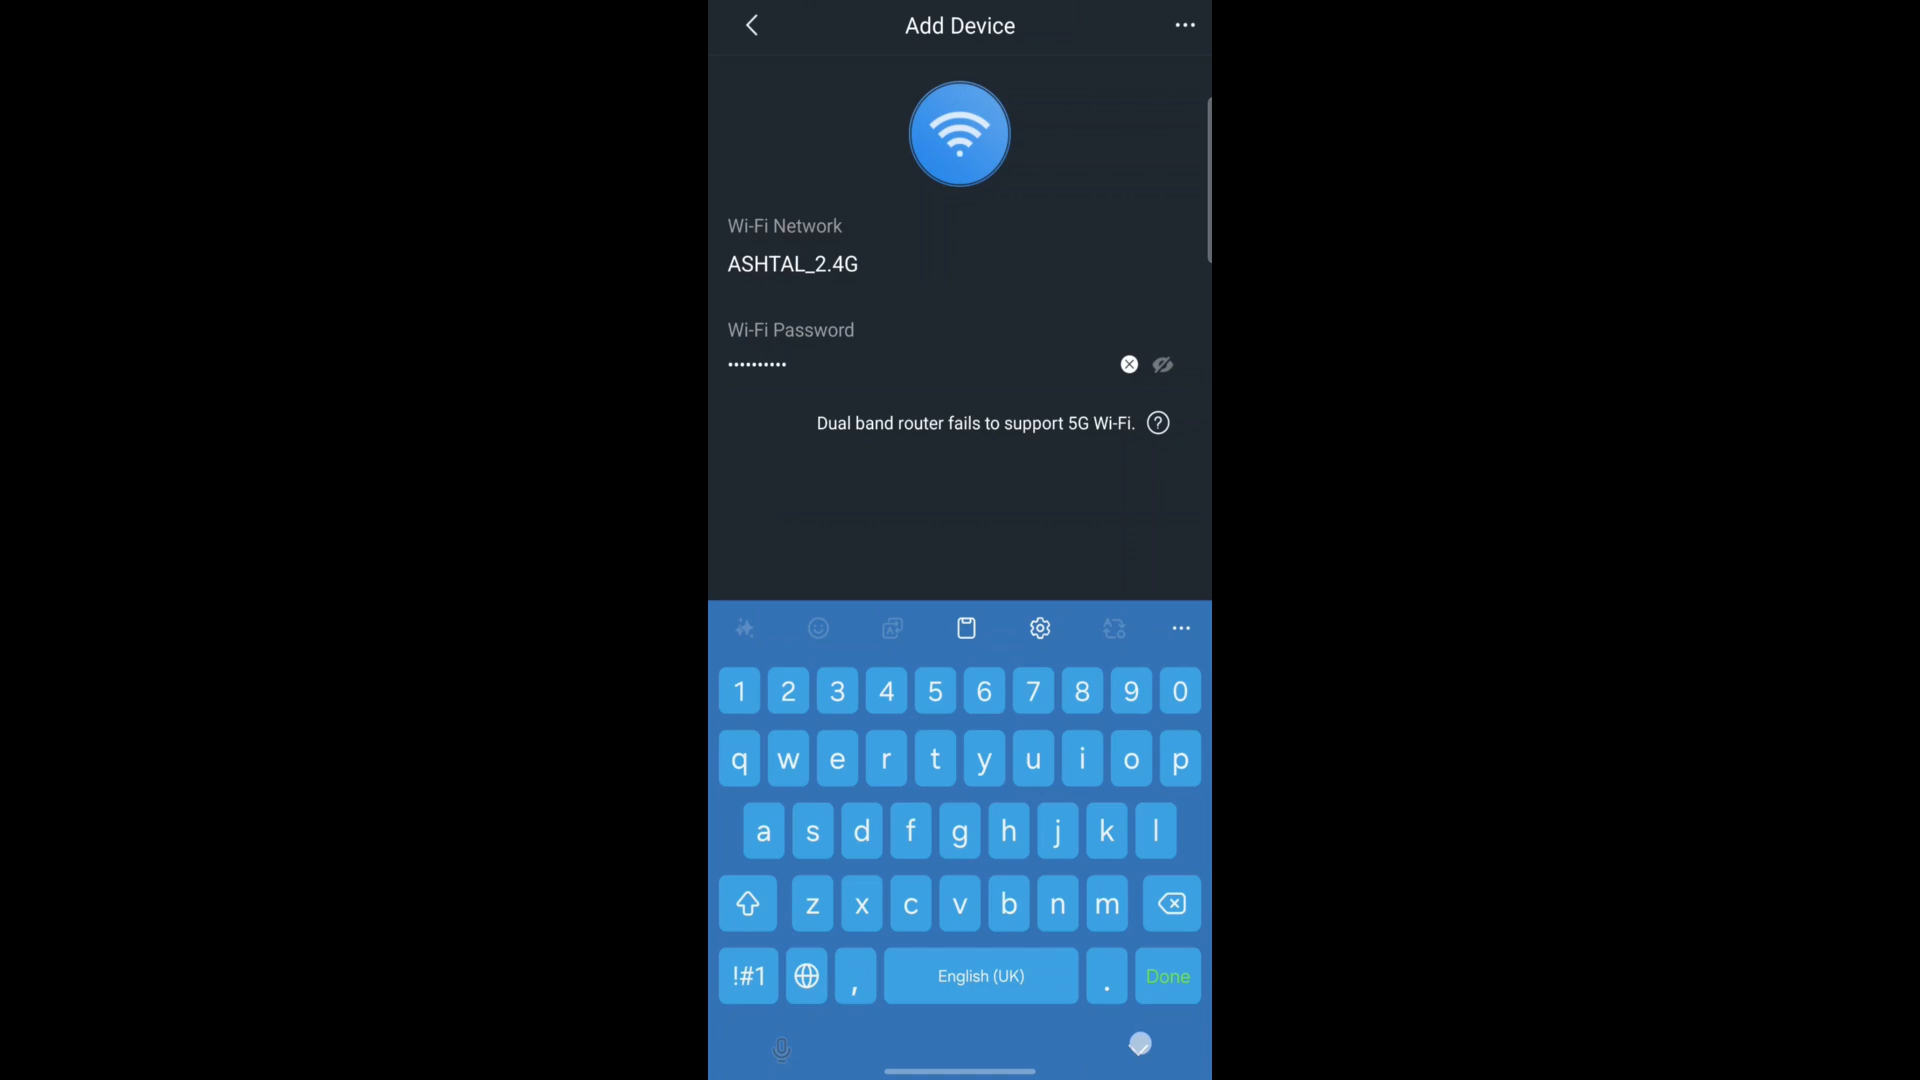 Add Device
Wi-Fi Network
ASHTAL_2.4G
Wi-Fi Password
••••••••••
Dual band router fails to support 5G Wi-Fi. ?
1 2 3 4 5 6 7 8 9 0
q w e r t y u i o p
a s d f g h j k l
z x c v b n m
!#1 , English (UK) . Done